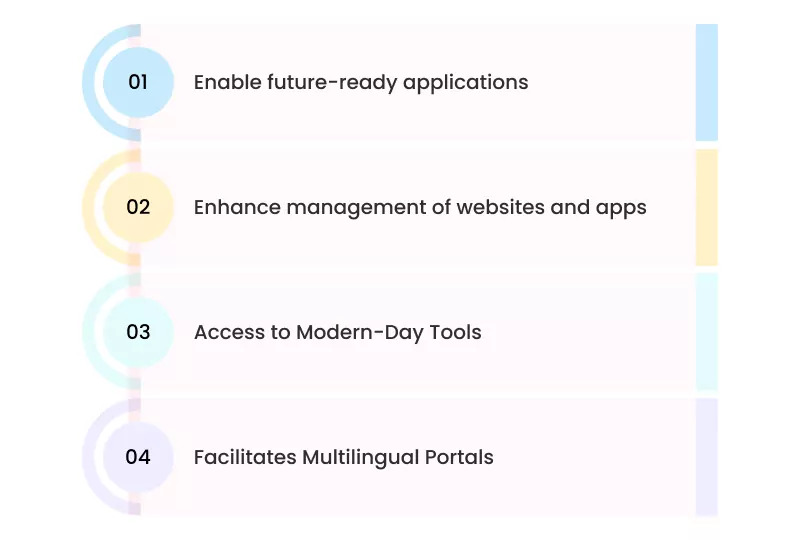 01
Enable future-ready applications
02
Enhance management of websites and apps
03
Access to Modern-Day Tools
04
Facilitates Multilingual Portals